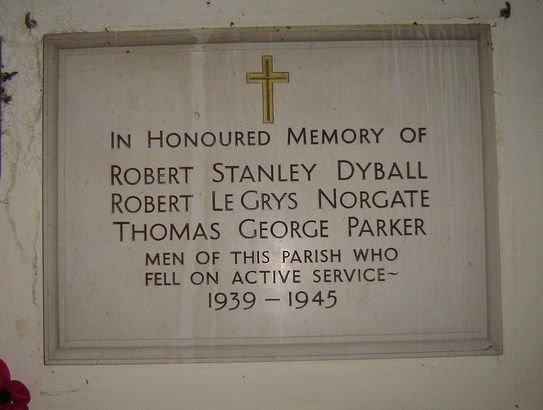 IN HONOURED MEMORY OF
ROBERT STANLEY DYBALL
ROBERT LE GRYS NORGATE
THOMAS GEORGE PARKER
MEN OF THIS PARISH WHO
FELL ON ACTIVE SERVICE~
1939 – 1945